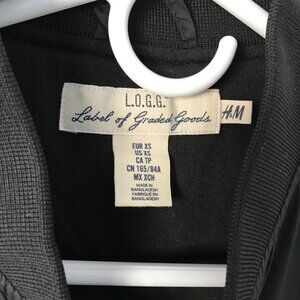 L.O.G.G.
Label of Graded Goods
H&M
EUR XS
US XS
CA TP
CN 165/84A
MX XCH
MADE IN
BANGLADESH
FABRIQUÉ EN
BANGLADESH